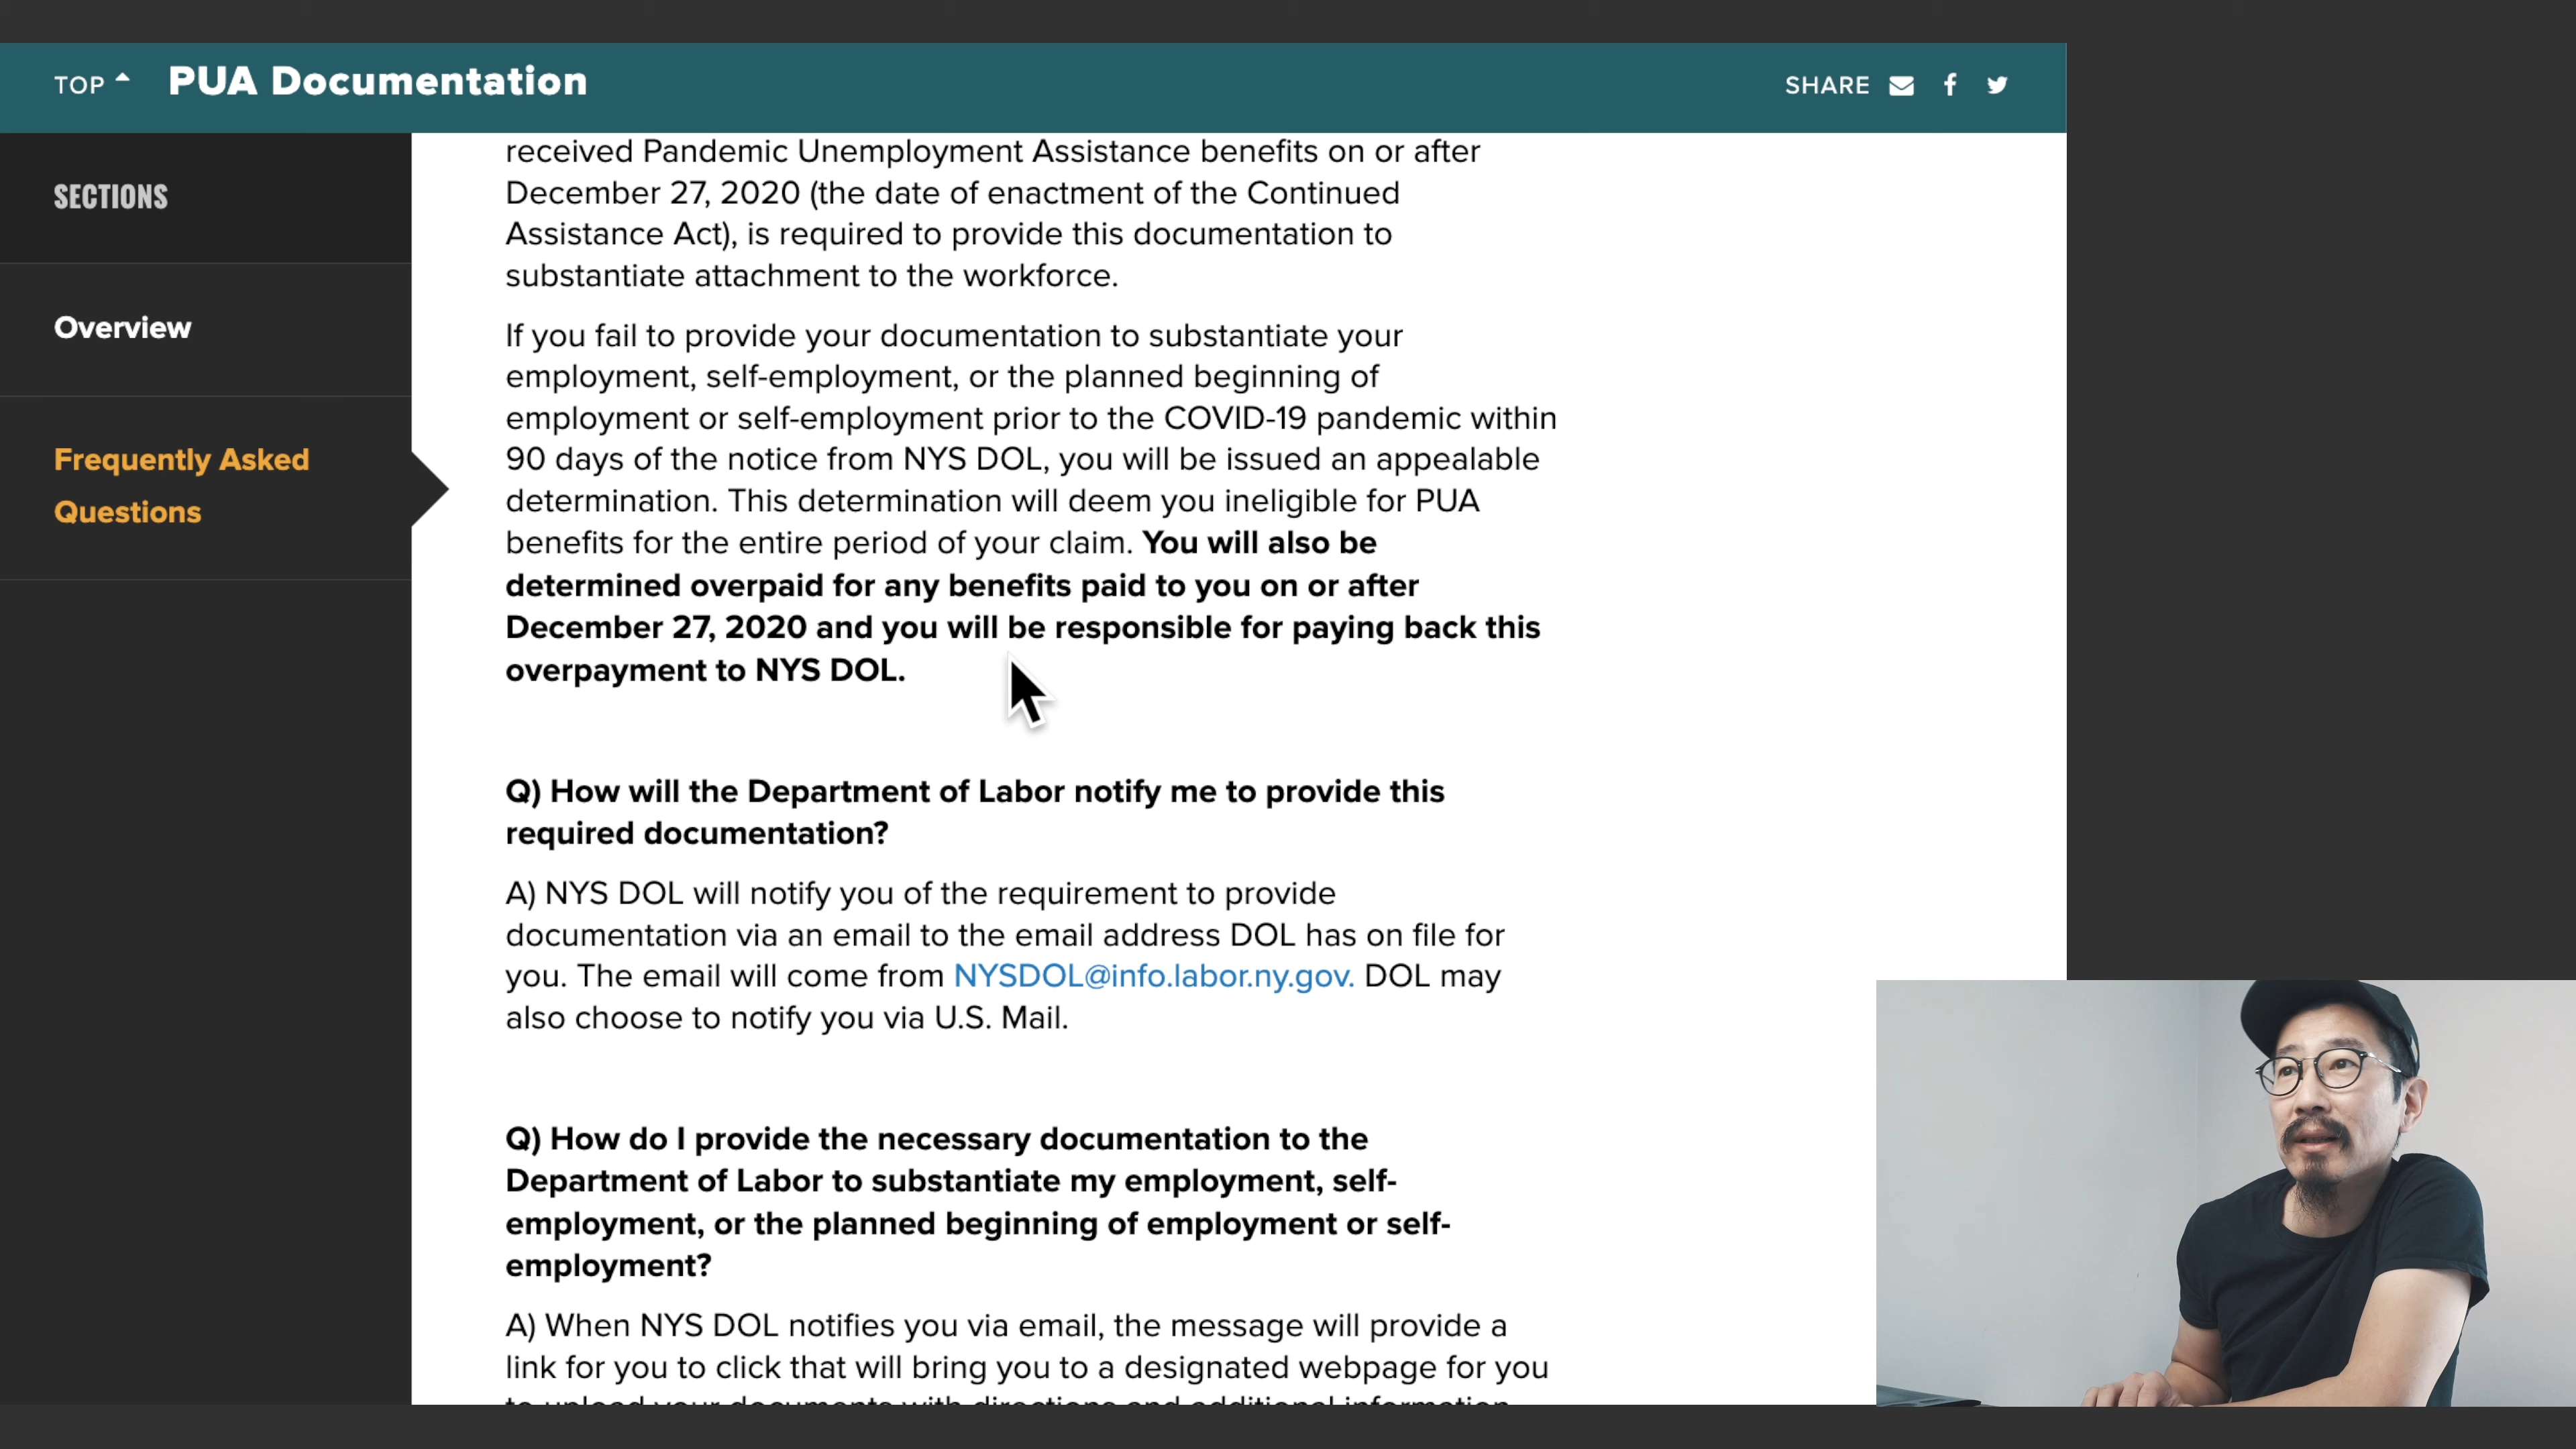 TOP PUA Documentation SHARE
SECTIONS
Overview
Frequently Asked
Questions
received Pandemic Unemployment Assistance benefits on or after
December 27, 2020 (the date of enactment of the Continued
Assistance Act), is required to provide this documentation to
substantiate attachment to the workforce.
If you fail to provide your documentation to substantiate your
employment, self-employment, or the planned beginning of
employment or self-employment prior to the COVID-19 pandemic within
90 days of the notice from NYS DOL, you will be issued an appealable
determination. This determination will deem you ineligible for PUA
benefits for the entire period of your claim. You will also be
determined overpaid for any benefits paid to you on or after
December 27, 2020 and you will be responsible for paying back this
overpayment to NYS DOL.
Q) How will the Department of Labor notify me to provide this
required documentation?
A) NYS DOL will notify you of the requirement to provide
documentation via an email to the email address DOL has on file for
you. The email will come from NYSDOL@info.labor.ny.gov. DOL may
also choose to notify you via U.S. Mail.
Q) How do I provide the necessary documentation to the
Department of Labor to substantiate my employment, self-
employment, or the planned beginning of employment or self-
employment?
A) When NYS DOL notifies you via email, the message will provide a
link for you to click that will bring you to a designated webpage for you
to upload your documents with directions and additional information